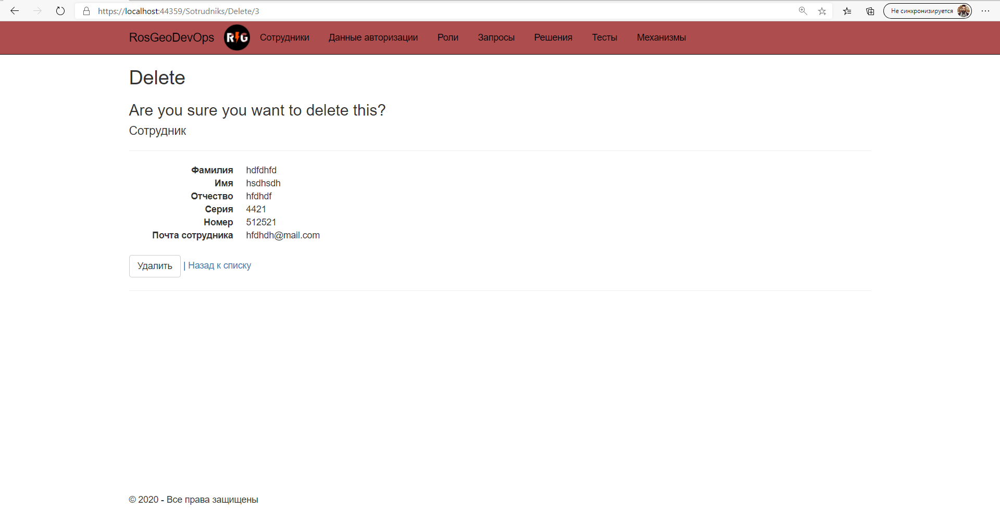 https://localhost:44359/Sotrudniks/Delete/3
Не синхронизируется
RosGeoDevOps RG Сотрудники Данные авторизации Роли Запросы Решения Тесты Механизмы
Delete
Are you sure you want to delete this?
Сотрудник
Фамилия hdfdhfd
Имя hsdhsdh
Отчество hfdhdf
Серия 4421
Номер 512521
Почта сотрудника hfdhdh@mail.com
Удалить | Назад к списку
© 2020 - Все права защищены